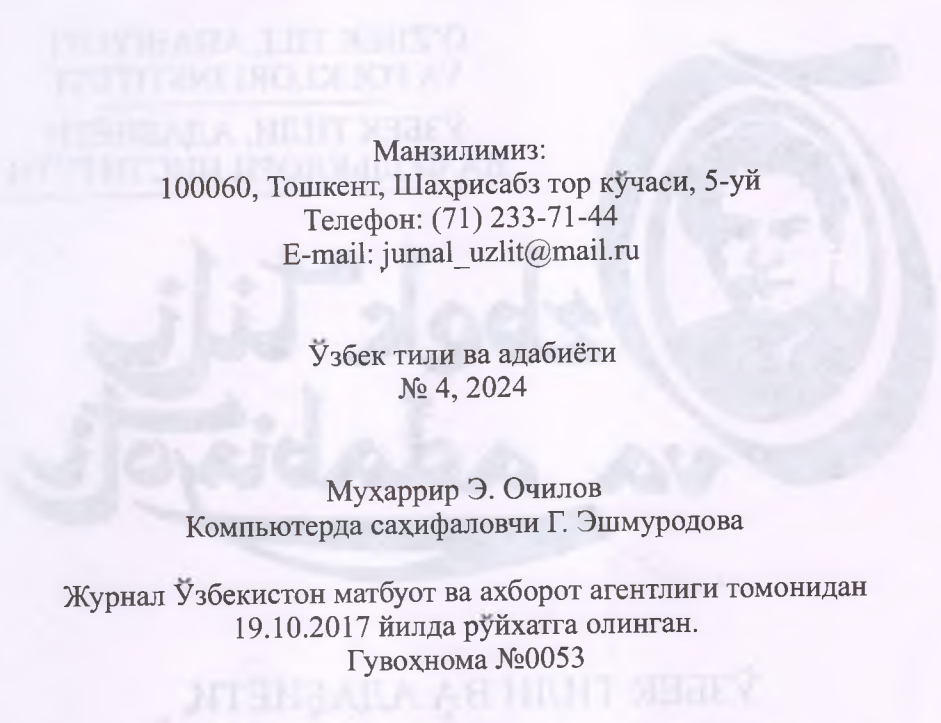 Манзилимиз:
100060, Тошкент, Шаҳрисабз тор кўчаси, 5-уй
Телефон: (71) 233-71-44
E-mail: jurnal_uzlit@mail.ru
Ўзбек тили ва адабиёти
№ 4, 2024
Муҳаррир Э. Очилов
Компьютерда саҳифаловчи Г. Эшмуродова
Журнал Ўзбекистон матбуот ва ахборот агентлиги томонидан
19.10.2017 йилда рўйхатга олинган.
Гувоҳнома №0053